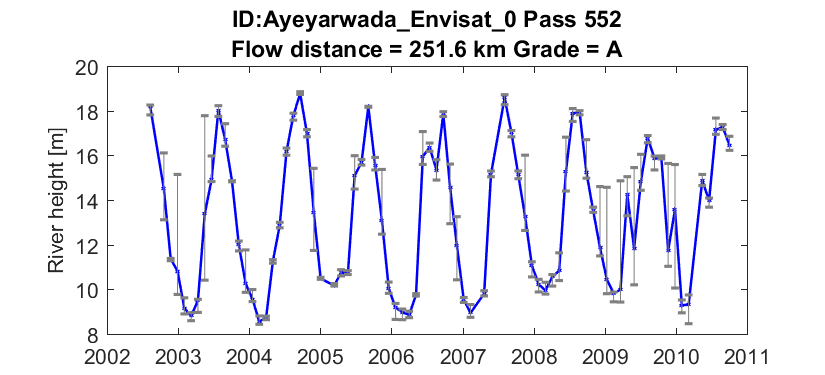 ID:Ayeyarwada_Envisat_0 Pass 552
Flow distance = 251.6 km Grade = A
River height [m]
20
18
16
14
12
10
8
2002 2003 2004 2005 2006 2007 2008 2009 2010 2011